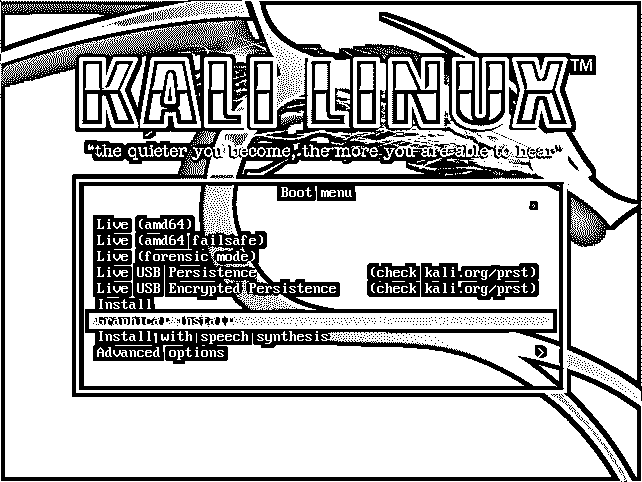 KALI LINUX™
"the quieter you become, the more you are able to hear"
Boot menu
Live (amd64)
Live (amd64 failsafe)
Live (forensic mode)
Live USB Persistence (check kali.org/prst)
Live USB Encrypted Persistence (check kali.org/prst)
Install
Graphical install
Install with speech synthesis
Advanced options >